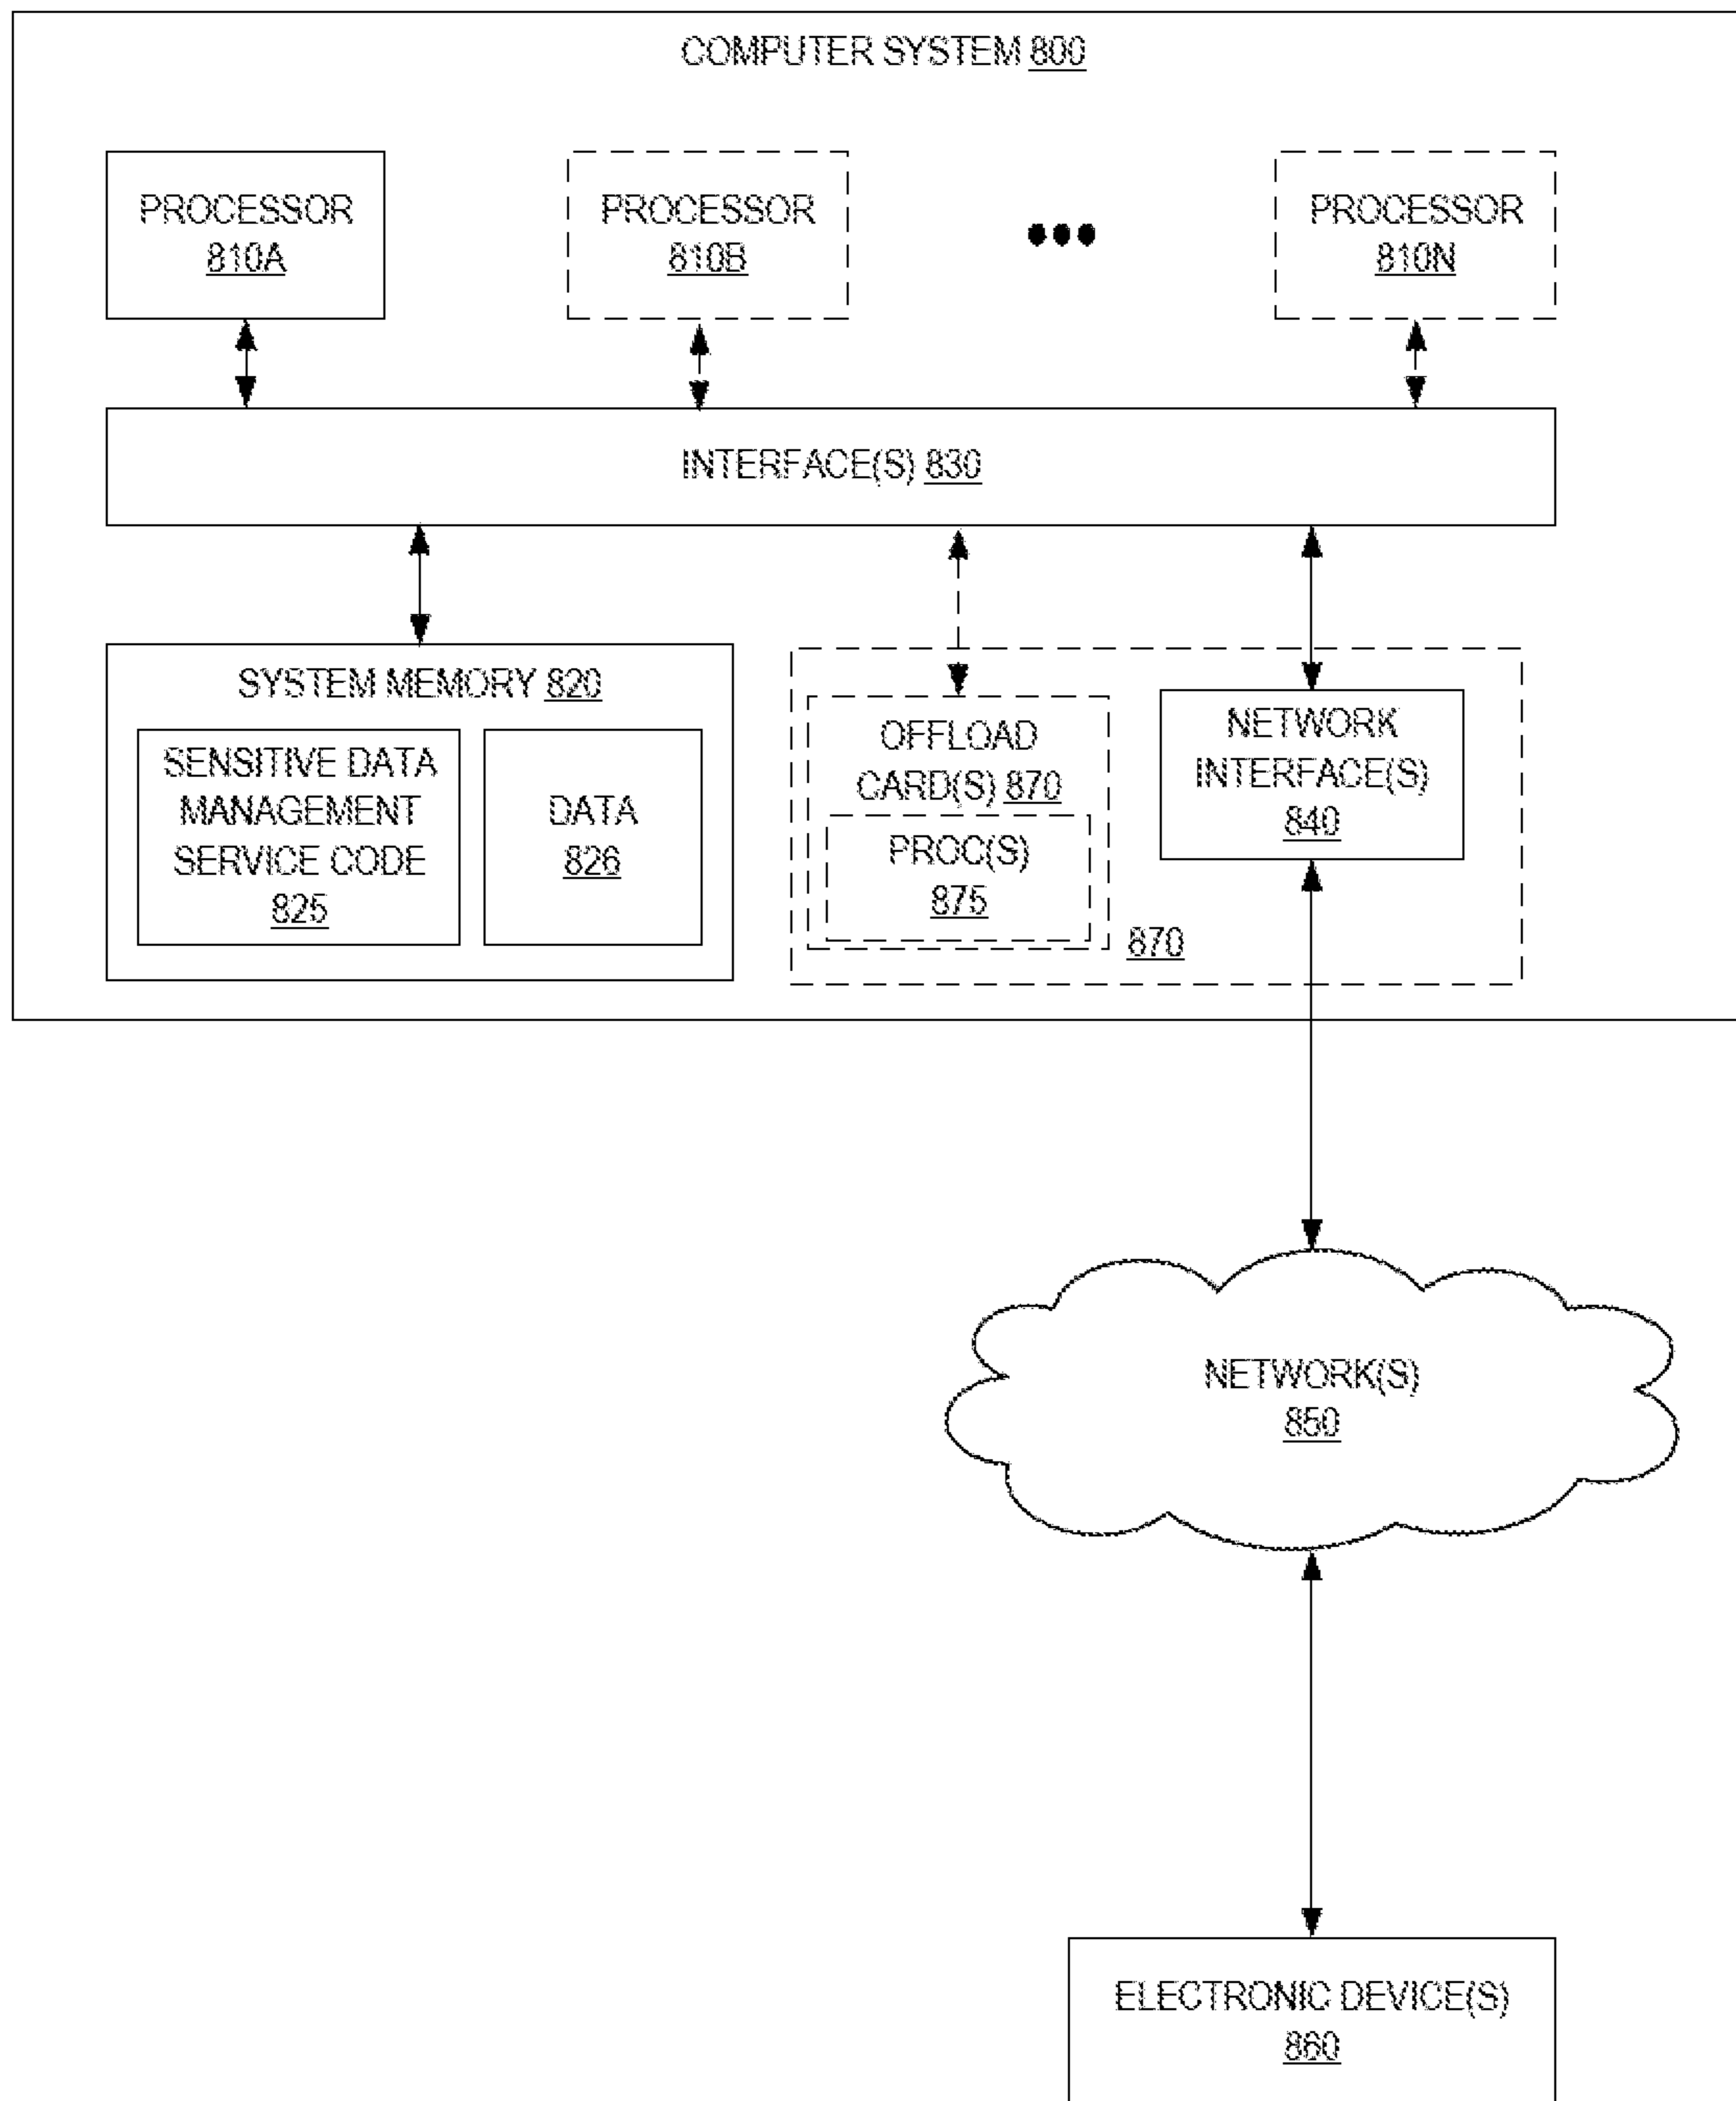 COMPUTER SYSTEM 800
PROCESSOR
810A
PROCESSOR
810B
PROCESSOR
810N
INTERFACE(S) 830
SYSTEM MEMORY 820
SENSITIVE DATA
MANAGEMENT
SERVICE CODE
825
DATA
826
OFFLOAD
CARD(S) 870
PROC(S)
875
870
NETWORK
INTERFACE(S)
840
NETWORK(S)
850
ELECTRONIC DEVICE(S)
860